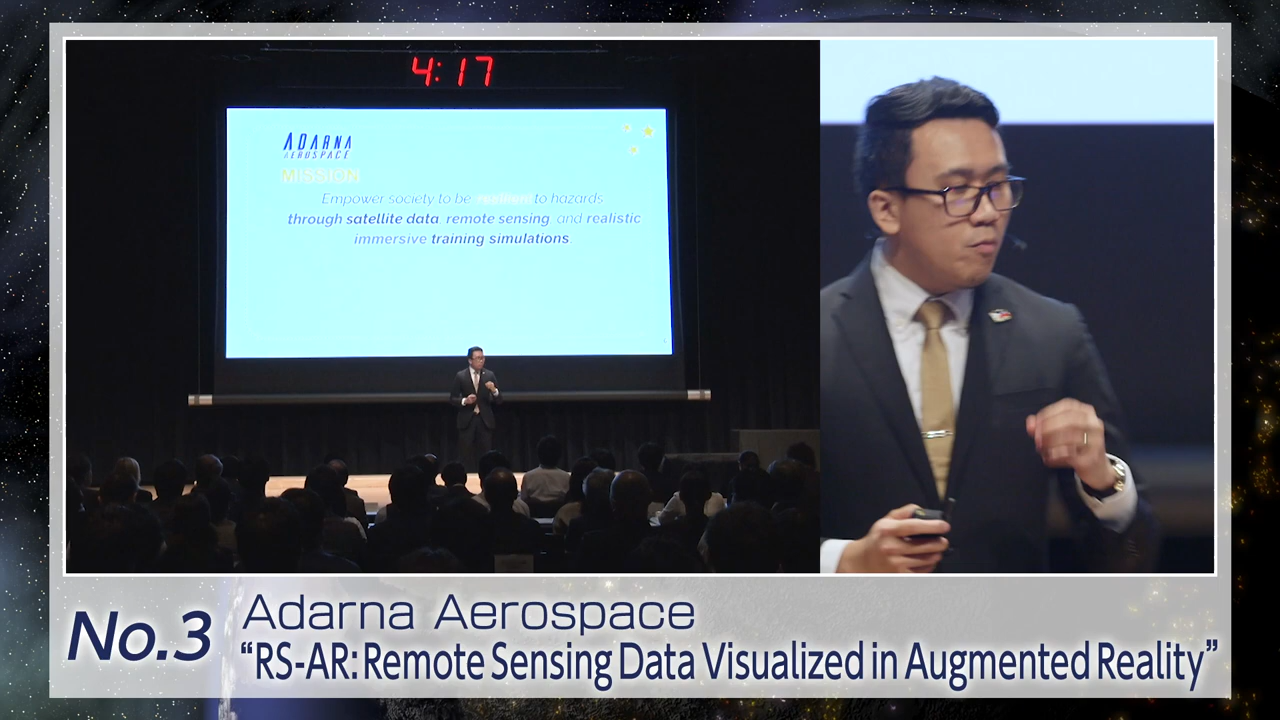 4:17
ADARNA
AEROSPACE
MISSION
Empower society to be resilient to hazards
through satellite data, remote sensing, and realistic
immersive training simulations.
No.3
Adarna Aerospace
“RS-AR: Remote Sensing Data Visualized in Augmented Reality”